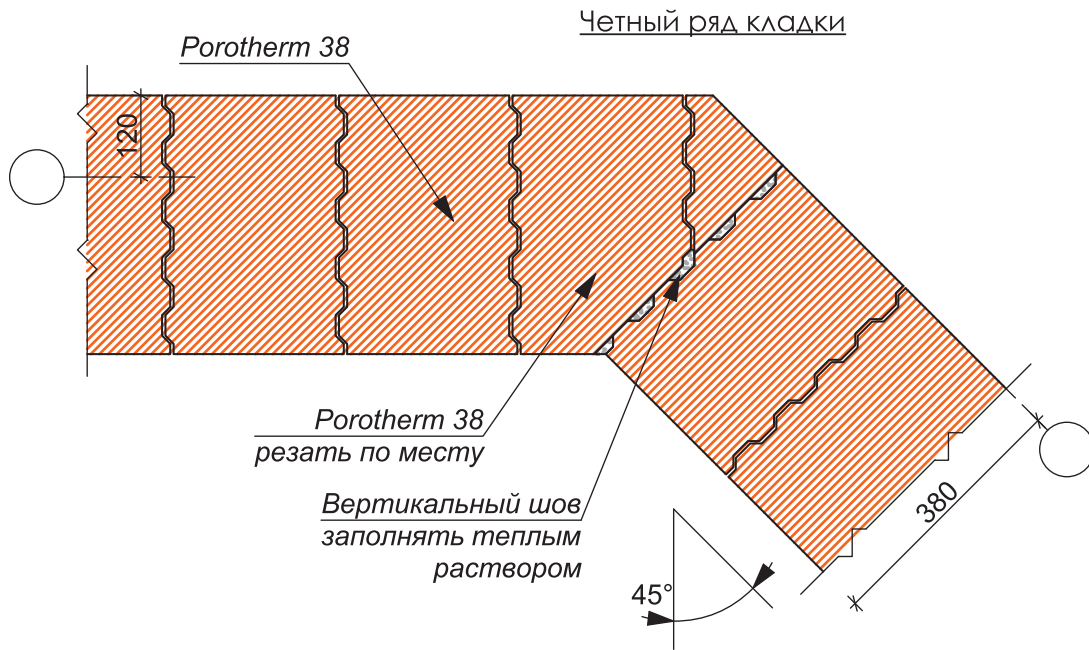 Четный ряд кладки
Porotherm 38
120
Porotherm 38
резать по месту
Вертикальный шов
заполнять теплым
раствором
380
45°